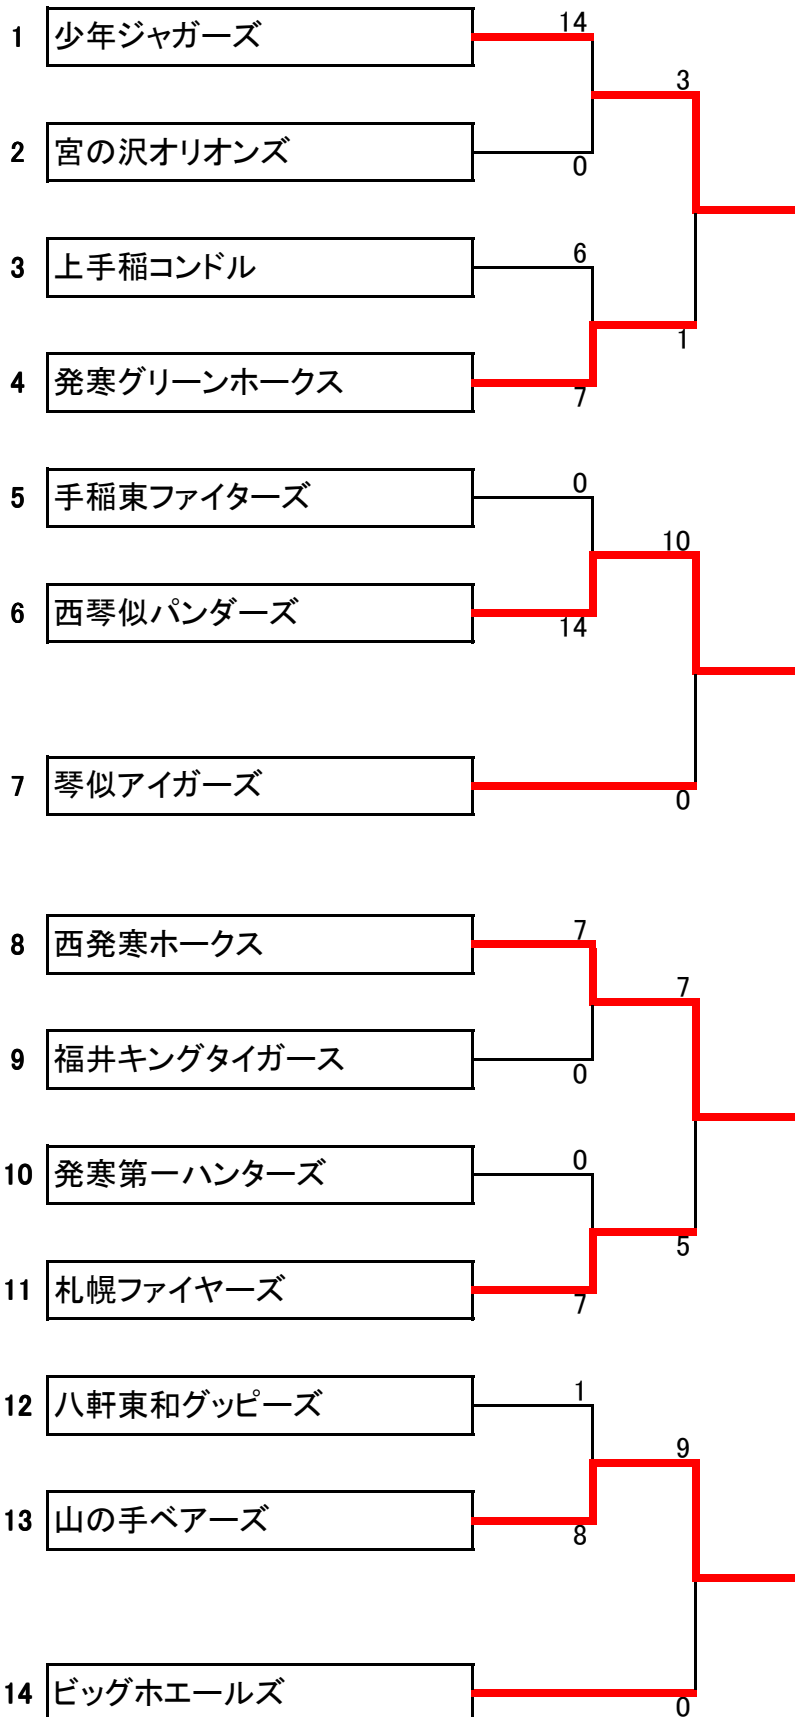 14
1 少年ジャガーズ
3
2 宮の沢オリオンズ
0
6
3 上手稲コンドル
1
4 発寒グリーンホークス
7
0
5 手稲東ファイターズ
10
6 西琴似パンダーズ
14
7 琴似アイガーズ
0
7
8 西発寒ホークス
7
9 福井キングタイガース
0
0
10 発寒第一ハンターズ
5
11 札幌ファイヤーズ
7
1
12 八軒東和グッピーズ
9
13 山の手ベアーズ
8
14 ビッグホエールズ
0